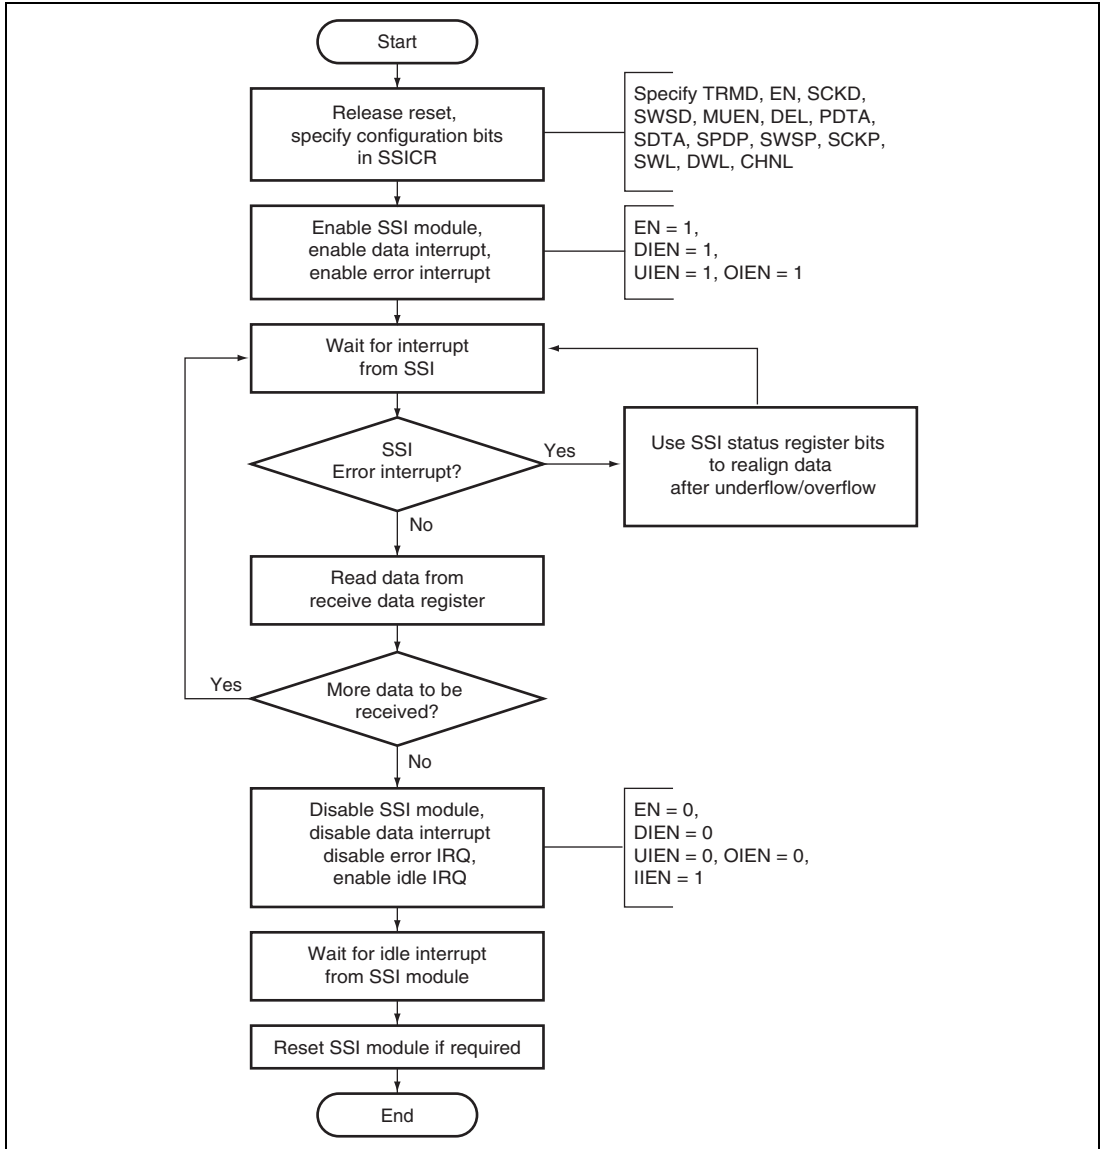 Start
Release reset,
specify configuration bits
in SSICR
Specify TRMD, EN, SCKD,
SWSD, MUEN, DEL, PDTA,
SDTA, SPDP, SWSP, SCKP,
SWL, DWL, CHNL
Enable SSI module,
enable data interrupt,
enable error interrupt
EN = 1,
DIEN = 1,
UIEN = 1, OIEN = 1
Wait for interrupt
from SSI
SSI
Error interrupt?
Yes
Use SSI status register bits
to realign data
after underflow/overflow
No
Read data from
receive data register
Yes
More data to be
received?
No
Disable SSI module,
disable data interrupt
disable error IRQ,
enable idle IRQ
EN = 0,
DIEN = 0
UIEN = 0, OIEN = 0,
IIEN = 1
Wait for idle interrupt
from SSI module
Reset SSI module if required
End